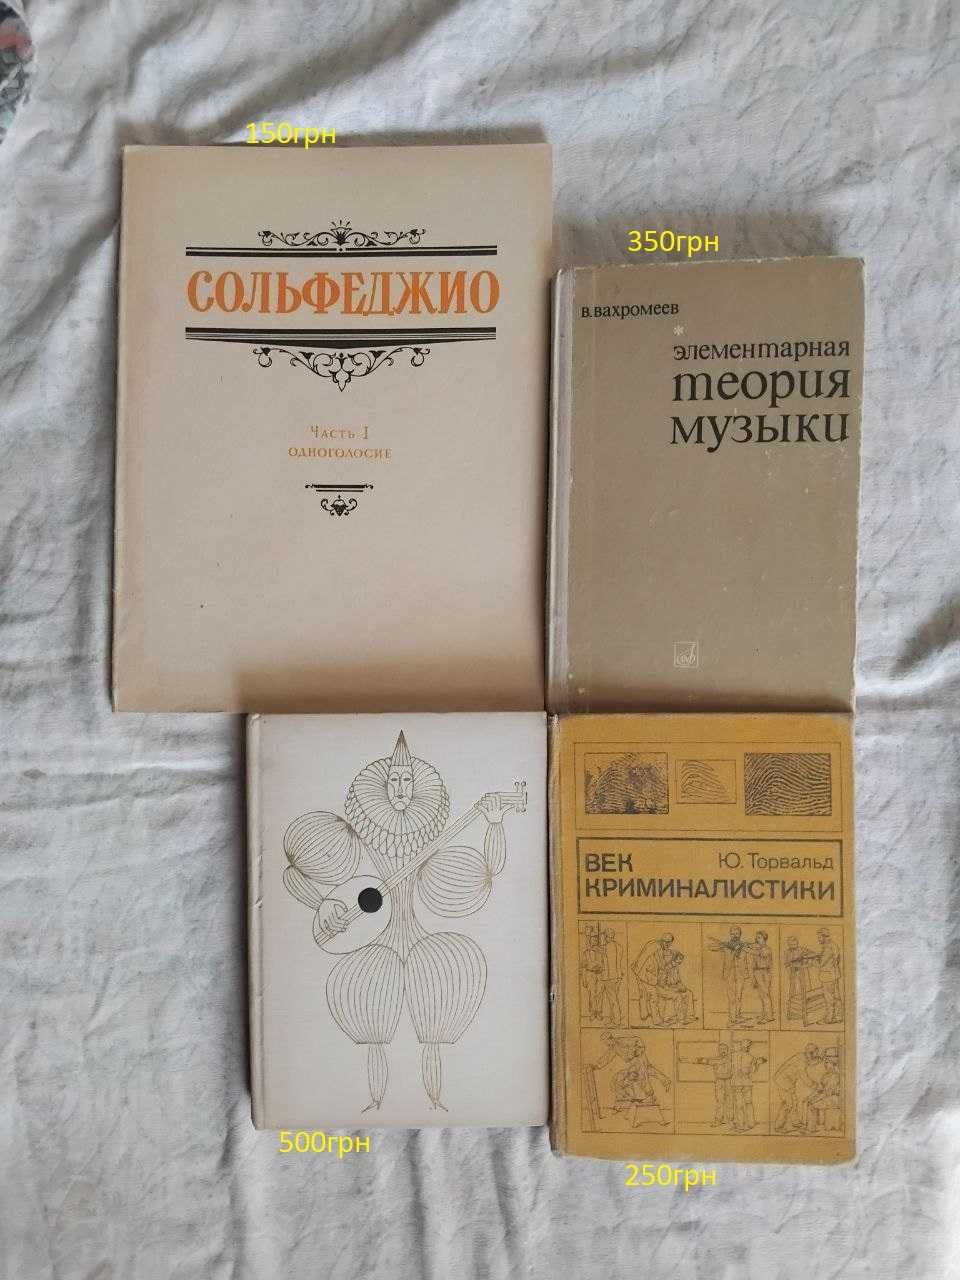 150грн
СОЛЬФЕДЖИО
Часть I
одноголосие
350грн
в.вахромеев
*
элементарная
теория
музыки
ВЕК
Ю. Торвальд
КРИМИНАЛИСТИКИ
500грн
250грн